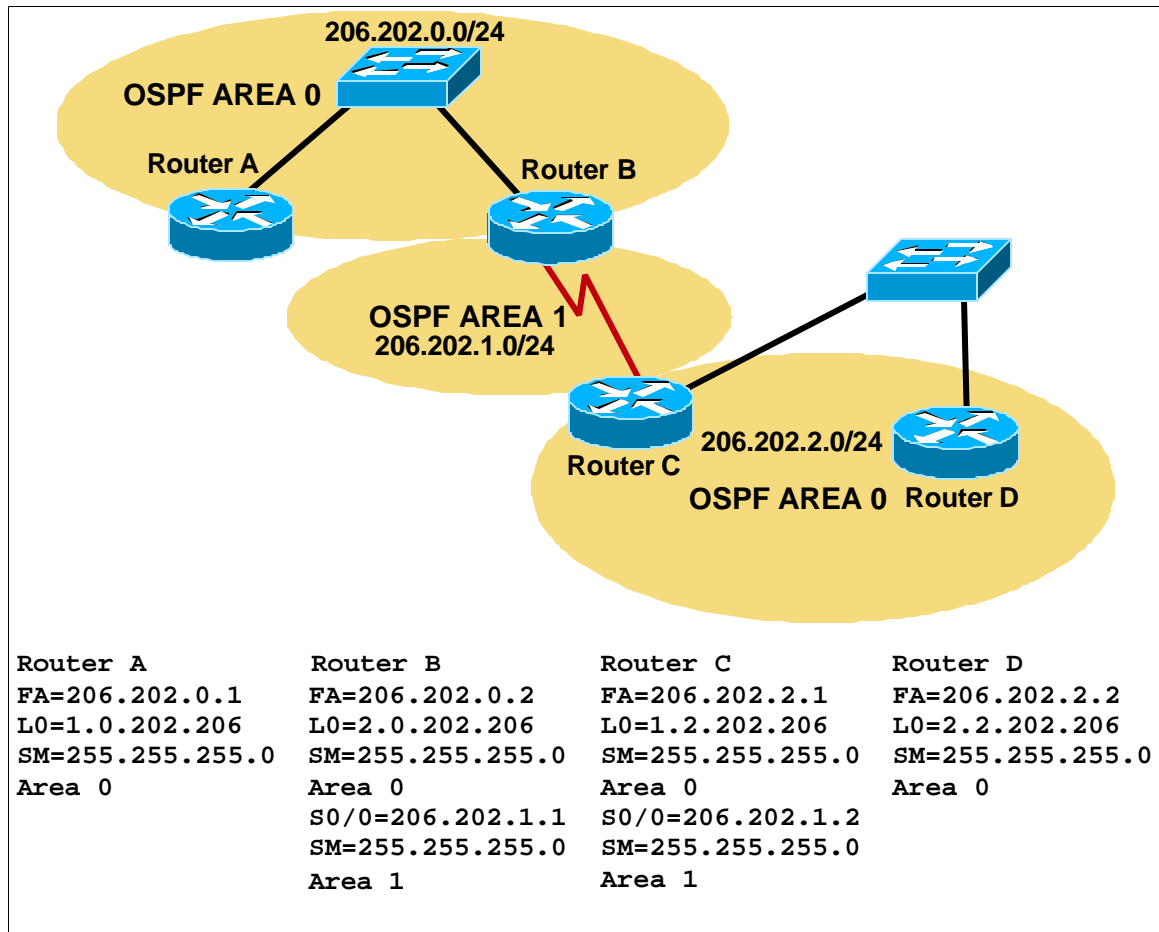 206.202.0.0/24
OSPF AREA 0
Router A
Router B
OSPF AREA 1
206.202.1.0/24
206.202.2.0/24
Router C
OSPF AREA 0
Router D
Router A
FA=206.202.0.1
L0=1.0.202.206
SM=255.255.255.0
Area 0
Router B
FA=206.202.0.2
L0=2.0.202.206
SM=255.255.255.0
Area 0
S0/0=206.202.1.1
SM=255.255.255.0
Area 1
Router C
FA=206.202.2.1
L0=1.2.202.206
SM=255.255.255.0
Area 0
S0/0=206.202.1.2
SM=255.255.255.0
Area 1
Router D
FA=206.202.2.2
L0=2.2.202.206
SM=255.255.255.0
Area 0